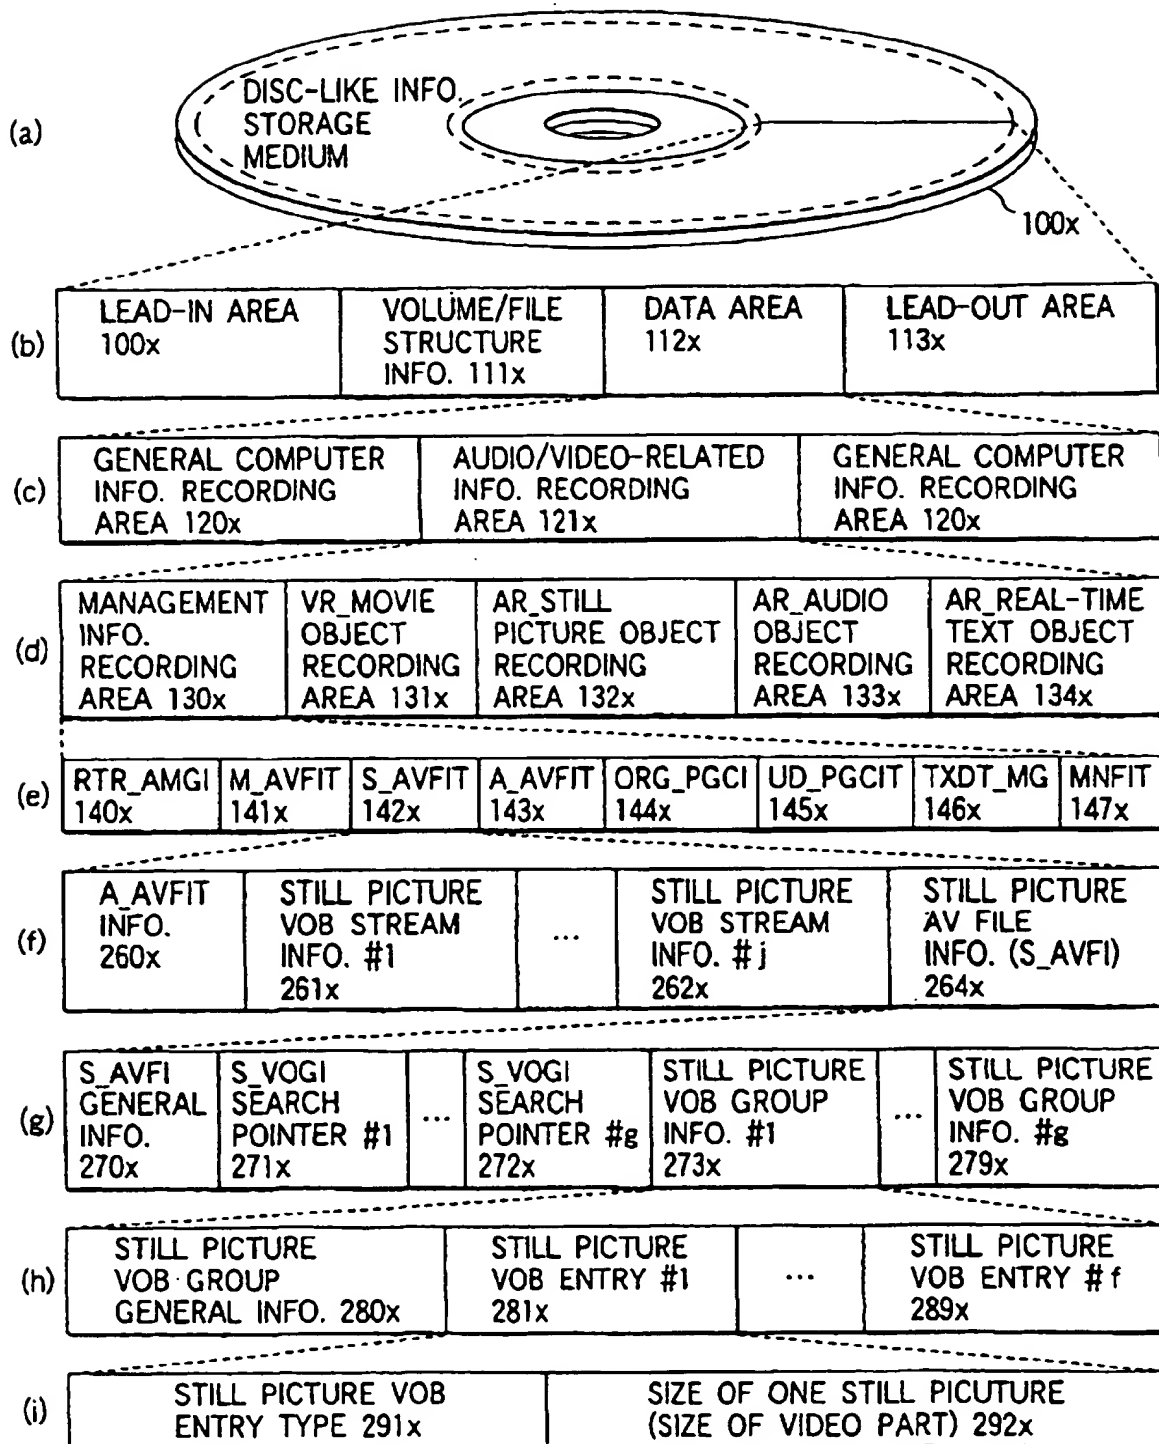 (a)
DISC-LIKE INFO.
STORAGE
MEDIUM
100x
(b)
LEAD-IN AREA
100x
VOLUME/FILE
STRUCTURE
INFO. 111x
DATA AREA
112x
LEAD-OUT AREA
113x
(c)
GENERAL COMPUTER
INFO. RECORDING
AREA 120x
AUDIO/VIDEO-RELATED
INFO. RECORDING
AREA 121x
GENERAL COMPUTER
INFO. RECORDING
AREA 120x
(d)
MANAGEMENT
INFO.
RECORDING
AREA 130x
VR_MOVIE
OBJECT
RECORDING
AREA 131x
AR_STILL
PICTURE OBJECT
RECORDING
AREA 132x
AR_AUDIO
OBJECT
RECORDING
AREA 133x
AR_REAL-TIME
TEXT OBJECT
RECORDING
AREA 134x
(e)
RTR_AMGI
140x
M_AVFIT
141x
S_AVFIT
142x
A_AVFIT
143x
ORG_PGCI
144x
UD_PGCIT
145x
TXDT_MG
146x
MNFIT
147x
(f)
A_AVFIT
INFO.
260x
STILL PICTURE
VOB STREAM
INFO. #1
261x
...
STILL PICTURE
VOB STREAM
INFO. #j
262x
STILL PICTURE
AV FILE
INFO. (S_AVFI)
264x
(g)
S_AVFI
GENERAL
INFO.
270x
S_VOGI
SEARCH
POINTER #1
271x
...
S_VOGI
SEARCH
POINTER #g
272x
STILL PICTURE
VOB GROUP
INFO. #1
273x
...
STILL PICTURE
VOB GROUP
INFO. #g
279x
(h)
STILL PICTURE
VOB GROUP
GENERAL INFO. 280x
STILL PICTURE
VOB ENTRY #1
281x
...
STILL PICTURE
VOB ENTRY #f
289x
(i)
STILL PICTURE VOB
ENTRY TYPE 291x
SIZE OF ONE STILL PICUTURE
(SIZE OF VIDEO PART) 292x